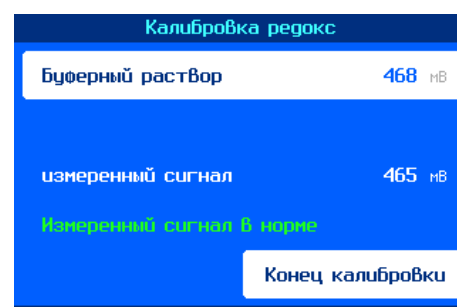 Калибровка редокс
Буферный раствор 468 мВ
измеренный сигнал 465 мВ
Измеренный сигнал в норме
Конец калибровки